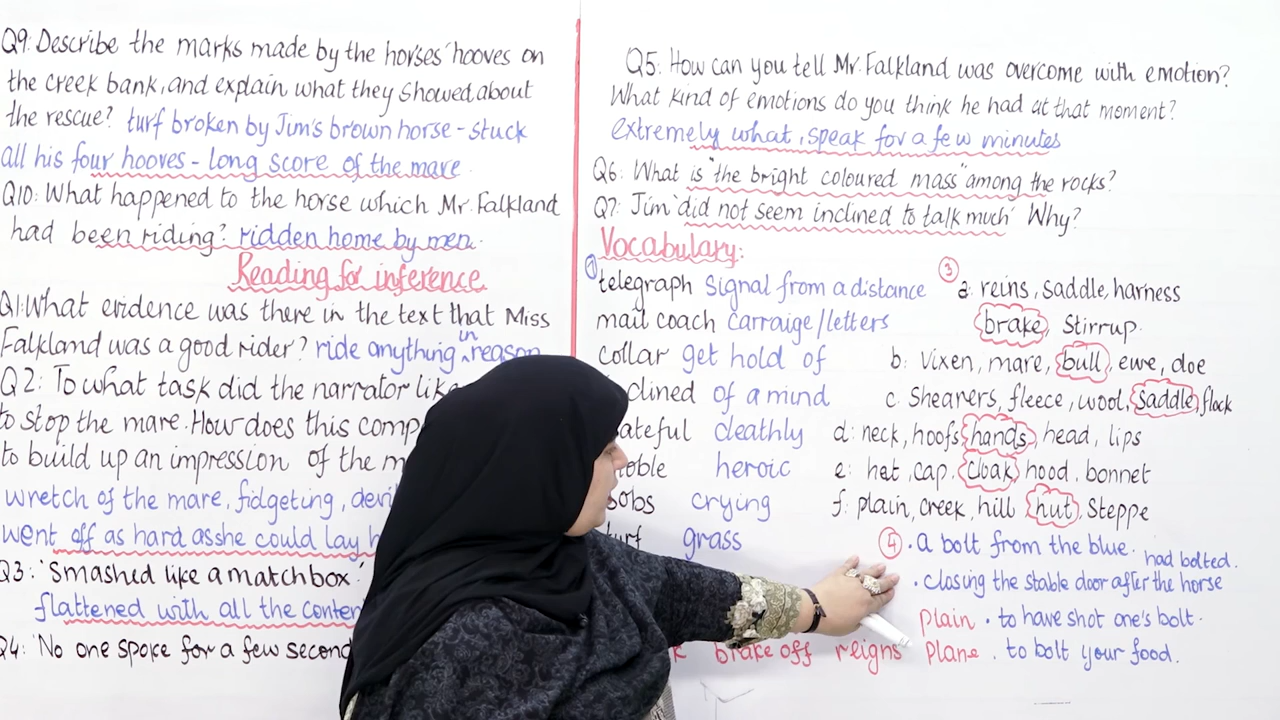 Q9: Describe the marks made by the horses' hooves on
the creek bank, and explain what they showed about
the rescue? turf broken by Jim's brown horse - stuck
all his four hooves - long score of the mare
Q10: What happened to the horse which Mr. Falkland
had been riding? ridden home by men.
Reading for inference
Q1: What evidence was there in the text that Miss
Falkland was a good rider? ride anything in reason
Q2: To what task did the narrator
to stop the mare. How does this
to build up an impression of the
wretch of the mare, fidgeting,
went off as hard asshe could lay
Q3: 'Smashed like a matchbox'
flattened with all the
Q4: 'No one spoke for a few
Q5: How can you tell Mr. Falkland was overcome with emotion?
What kind of emotions do you think he had at that moment?
extremely what, speak for a few minutes
Q6: What is "the bright coloured mass" among the rocks?
Q7: Jim 'did not seem inclined to talk much' Why?
Vocabulary:
1 telegraph signal from a distance
mail coach carraige/letters
collar get hold of
clined of a mind
ateful deathly
noble heroic
sobs crying
turf grass
3 a: reins, saddle, harness
brake, stirrup.
b: Vixen, mare, bull, ewe, doe
c: Shearers, fleece, wool, saddle, flock
d: neck, hoofs, hands, head, lips
e: hat, cap, cloak hood, bonnet
f: plain, creek, hill hut, Steppe
4 · a bolt from the blue.
had bolted.
· closing the stable door after the horse
plain · to have shot one's bolt.
brake off reigns plane . to bolt your food.